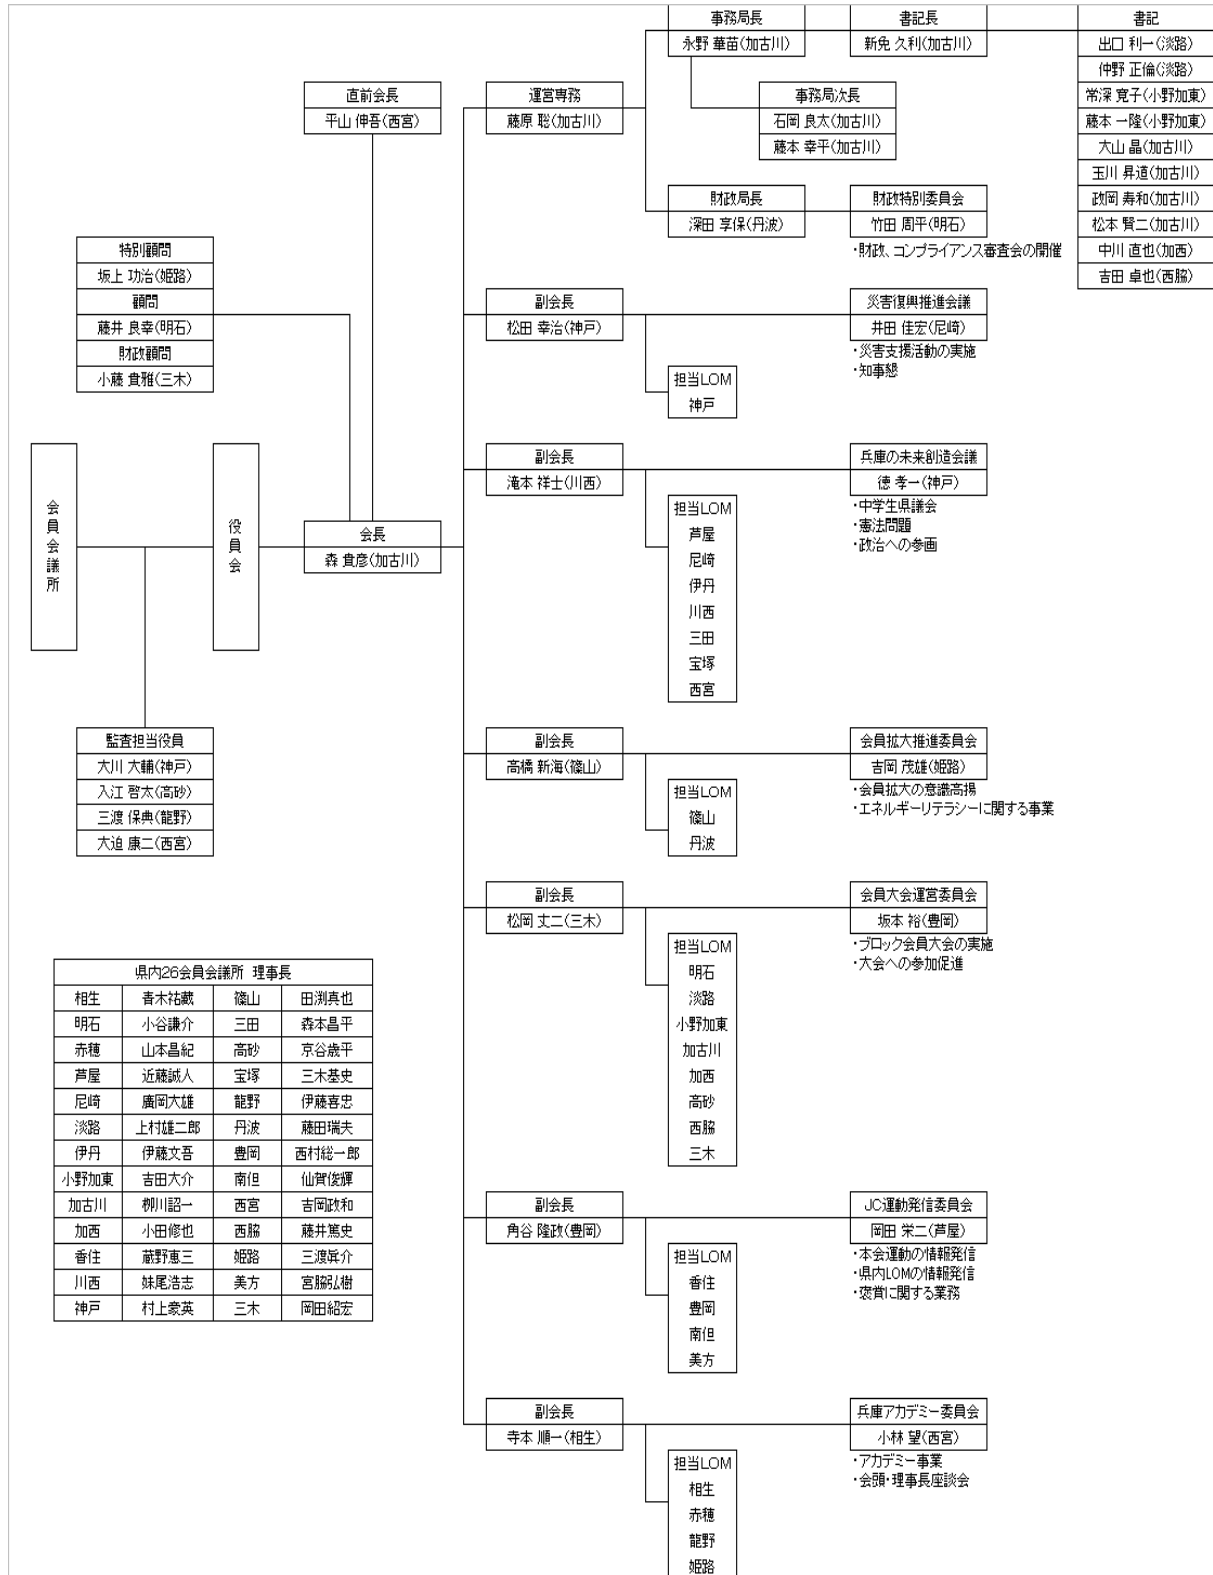 事務局長
永野 華苗(加古川)
書記長
新免 久利(加古川)
書記
出口 利一(淡路)
仲野 正倫(淡路)
常深 寛子(小野加東)
藤本 一隆(小野加東)
大山 晶(加古川)
玉川 昇道(加古川)
政岡 寿和(加古川)
松本 賢二(加古川)
中川 直也(加西)
吉田 卓也(西脇)
直前会長
平山 伸吾(西宮)
運営専務
藤原 聡(加古川)
事務局次長
石岡 良太(加古川)
藤本 幸平(加古川)
財政局長
深田 享保(丹波)
財政特別委員会
竹田 周平(明石)
・財政、コンプライアンス審査会の開催
特別顧問
坂上 功治(姫路)
顧問
藤井 良幸(明石)
財政顧問
小藤 貴雅(三木)
副会長
松田 幸治(神戸)
災害復興推進会議
井田 佳宏(尼崎)
・災害支援活動の実施
・知事懇
担当LOM
神戸
会員会議所
役員会
会長
森 貴彦(加古川)
副会長
滝本 祥士(川西)
兵庫の未来創造会議
徳 孝一(神戸)
・中学生県議会
・憲法問題
・政治への参画
担当LOM
芦屋
尼崎
伊丹
川西
三田
宝塚
西宮
監査担当役員
大川 大輔(神戸)
入江 啓太(高砂)
三渡 保典(龍野)
大迫 康二(西宮)
副会長
高橋 新海(篠山)
会員拡大推進委員会
吉岡 茂雄(姫路)
・会員拡大の意識高揚
・エネルギーリテラシーに関する事業
担当LOM
篠山
丹波
副会長
松岡 丈二(三木)
会員大会運営委員会
坂本 裕(豊岡)
・ブロック会員大会の実施
・大会への参加促進
担当LOM
明石
淡路
小野加東
加古川
加西
高砂
西脇
三木
県内26会員会議所 理事長
相生 青木祐蔵 篠山 田渕真也
明石 小谷謙介 三田 森本昌平
赤穂 山本昌紀 高砂 京谷歳平
芦屋 近藤誠人 宝塚 三木基史
尼崎 廣岡大雄 龍野 伊藤喜忠
淡路 上村雄二郎 丹波 藤田瑞夫
伊丹 伊藤文吾 豊岡 西村総一郎
小野加東 吉田大介 南但 仙賀俊輝
加古川 柳川詔一 西宮 吉岡政和
加西 小田修也 西脇 藤井篤史
香住 蔵野恵三 姫路 三渡眞介
川西 妹尾浩志 美方 宮脇弘樹
神戸 村上豪英 三木 岡田紹宏
副会長
角谷 隆政(豊岡)
JC運動発信委員会
岡田 栄二(芦屋)
・本会運動の情報発信
・県内LOMの情報発信
・褒賞に関する業務
担当LOM
香住
豊岡
南但
美方
副会長
寺本 順一(相生)
兵庫アカデミー委員会
小林 望(西宮)
・アカデミー事業
・会頭・理事長座談会
担当LOM
相生
赤穂
龍野
姫路